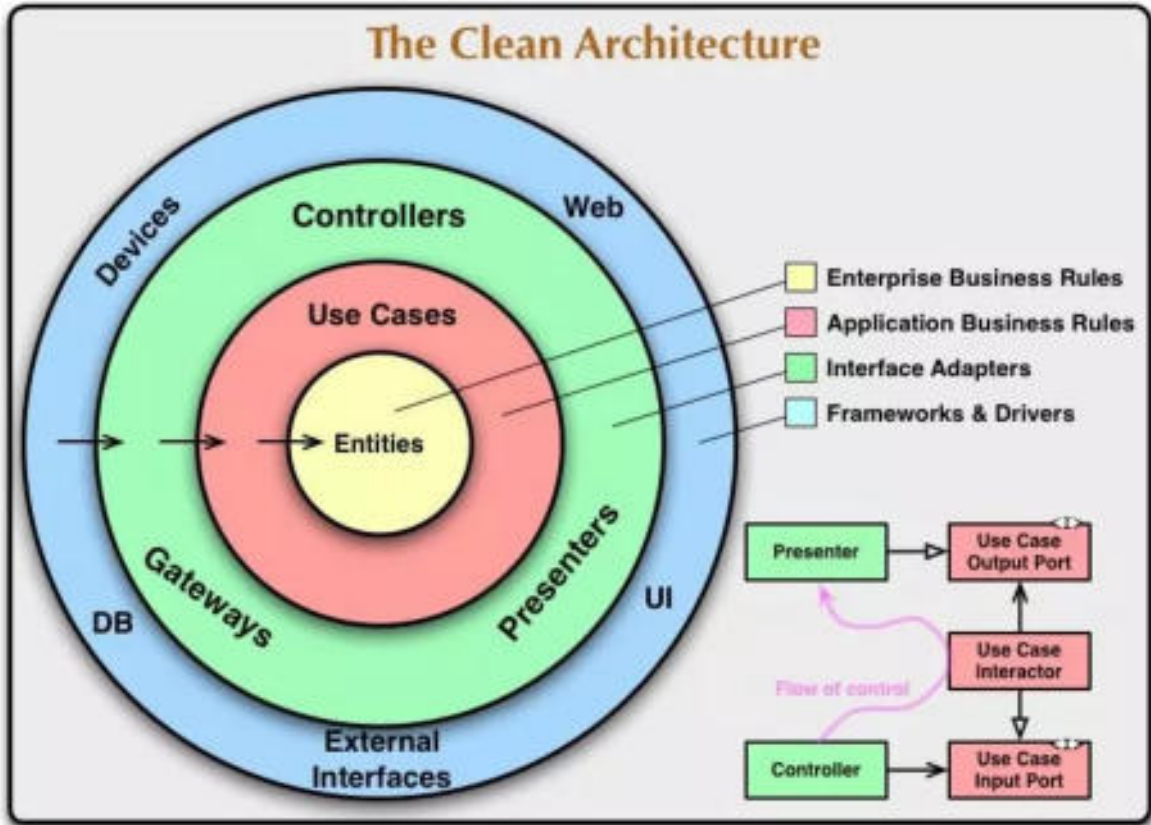 The Clean Architecture
Devices
Controllers
Web
Use Cases
Entities
Gateways
Presenters
DB
UI
External
Interfaces
Enterprise Business Rules
Application Business Rules
Interface Adapters
Frameworks & Drivers
Presenter
Use Case
Output Port
Use Case
Interactor
Flow of control
Controller
Use Case
Input Port